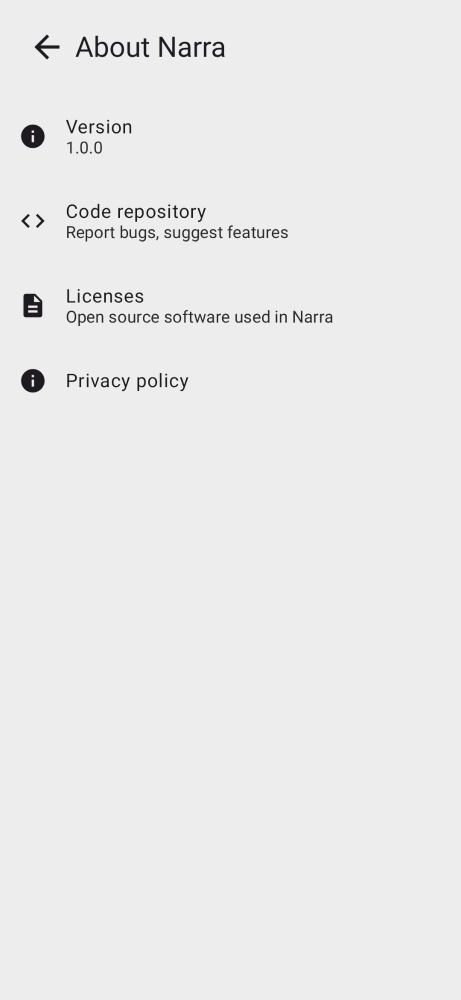 About Narra
Version
1.0.0
Code repository
Report bugs, suggest features
Licenses
Open source software used in Narra
Privacy policy